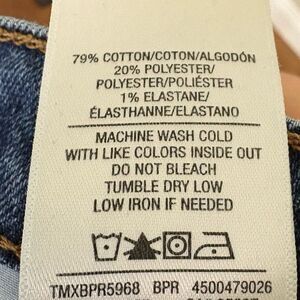 79% COTTON/COTON/ALGODÓN
20% POLYESTER/
POLYESTER/POLIÉSTER
1% ELASTANE/
ÉLASTHANNE/ELASTANO
MACHINE WASH COLD
WITH LIKE COLORS INSIDE OUT
DO NOT BLEACH
TUMBLE DRY LOW
LOW IRON IF NEEDED
TMXBPR5968 BPR 4500479026